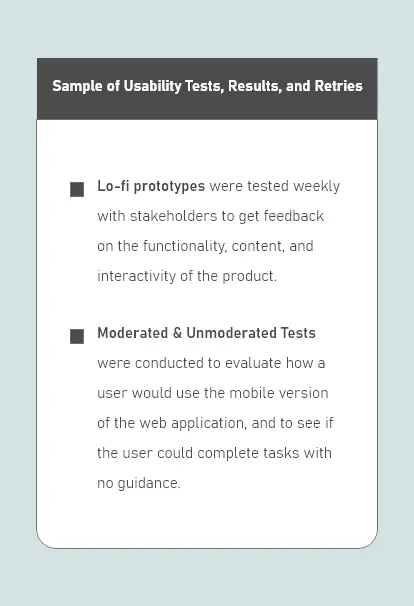 Sample of Usability Tests, Results, and Retries
Lo-fi prototypes were tested weekly
with stakeholders to get feedback
on the functionality, content, and
interactivity of the product.
Moderated & Unmoderated Tests
were conducted to evaluate how a
user would use the mobile version
of the web application, and to see if
the user could complete tasks with
no guidance.